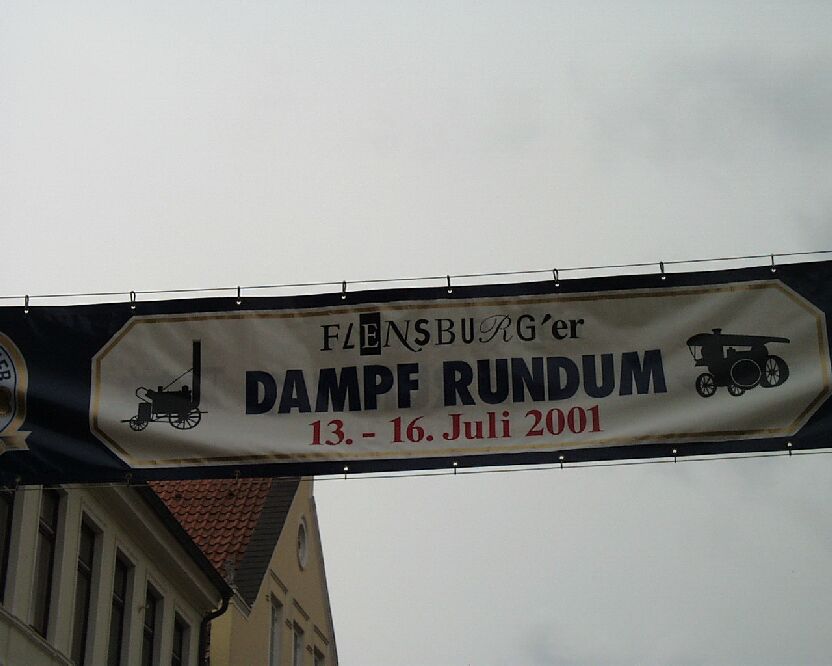 FLENSBURG'er
DAMPF RUNDUM
13. - 16. Juli 2001